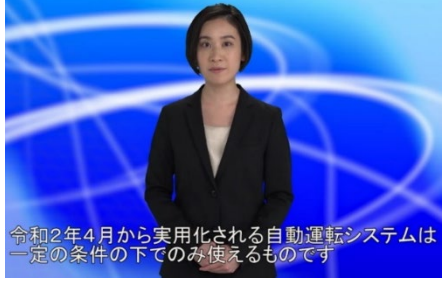 令和2年4月から実用化される自動運転システムは
一定の条件の下でのみ使えるものです